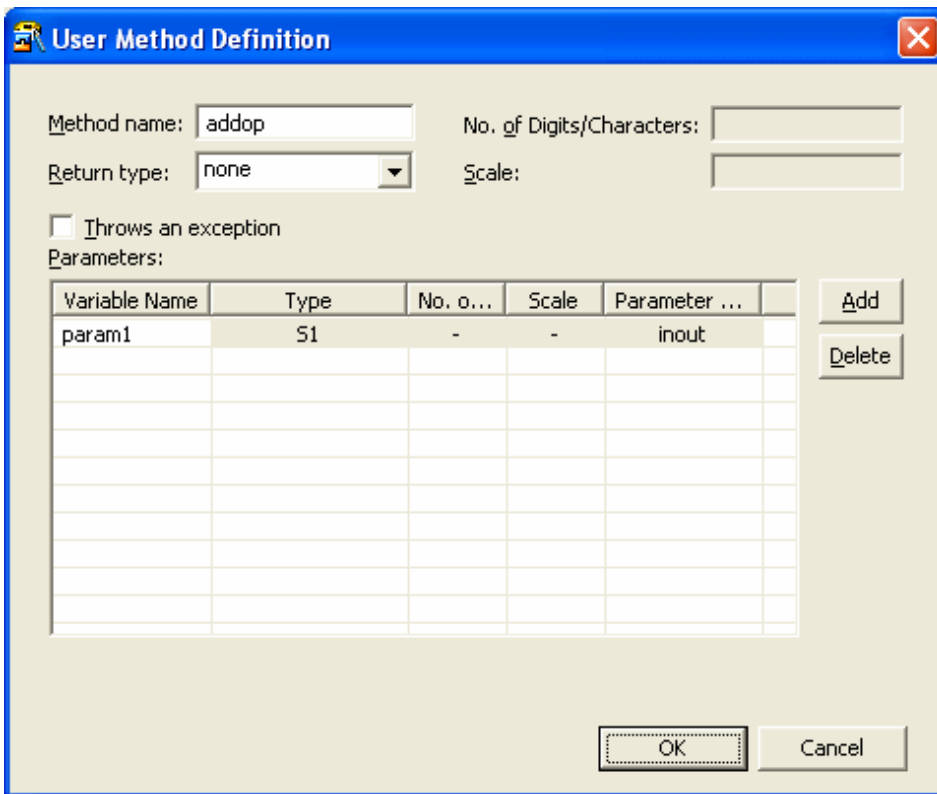 User Method Definition
Method name: addop No. of Digits/Characters:
Return type: none Scale:
Throws an exception
Parameters:
Variable Name Type No. o... Scale Parameter ... Add
param1 S1 - - inout
Delete
OK Cancel